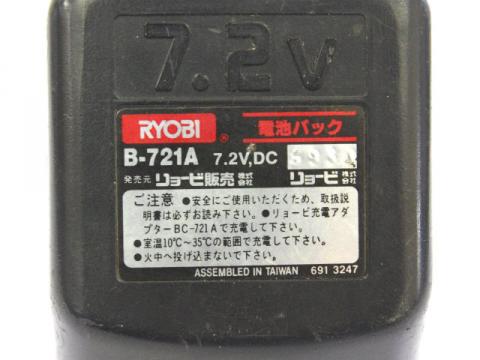 7.2V
RYOBI® 電池パック
B-721A 7.2V,DC
発売元 リョービ販売株式会社 リョービ株式会社
ご注意 ●安全にご使用いただくため、取扱説
明書は必ずお読み下さい。●リョービ充電アダ
プターBC-721Aで充電して下さい。
●室温10℃〜35℃の範囲で充電して下さい。
●火中へ投げ込まないで下さい。
ASSEMBLED IN TAIWAN 691 3247